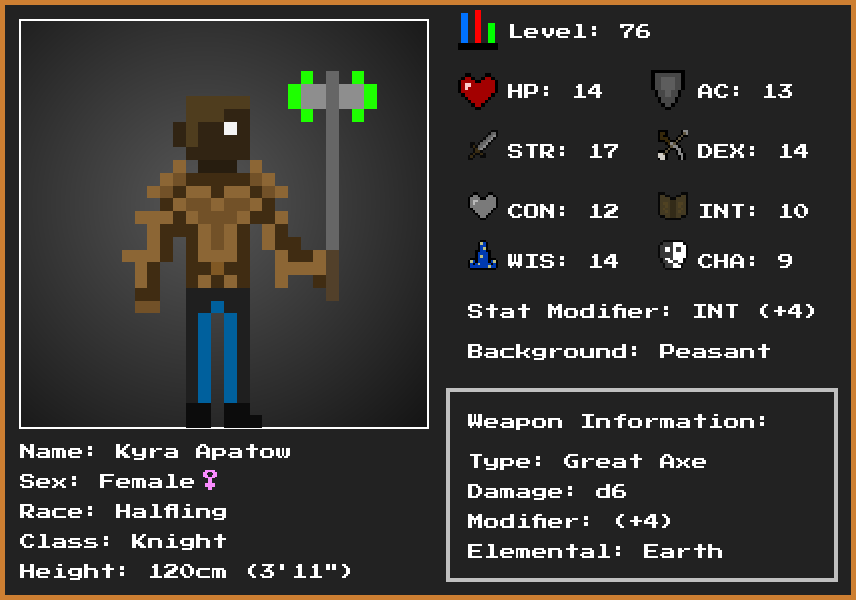 Level: 76
HP: 14
AC: 13
STR: 17
DEX: 14
CON: 12
INT: 10
WIS: 14
CHA: 9
Stat Modifier: INT (+4)
Background: Peasant
Weapon Information:
Type: Great Axe
Damage: d6
Modifier: (+4)
Elemental: Earth
Name: Kyra Apatow
Sex: Female♀
Race: Halfling
Class: Knight
Height: 120cm (3'11")